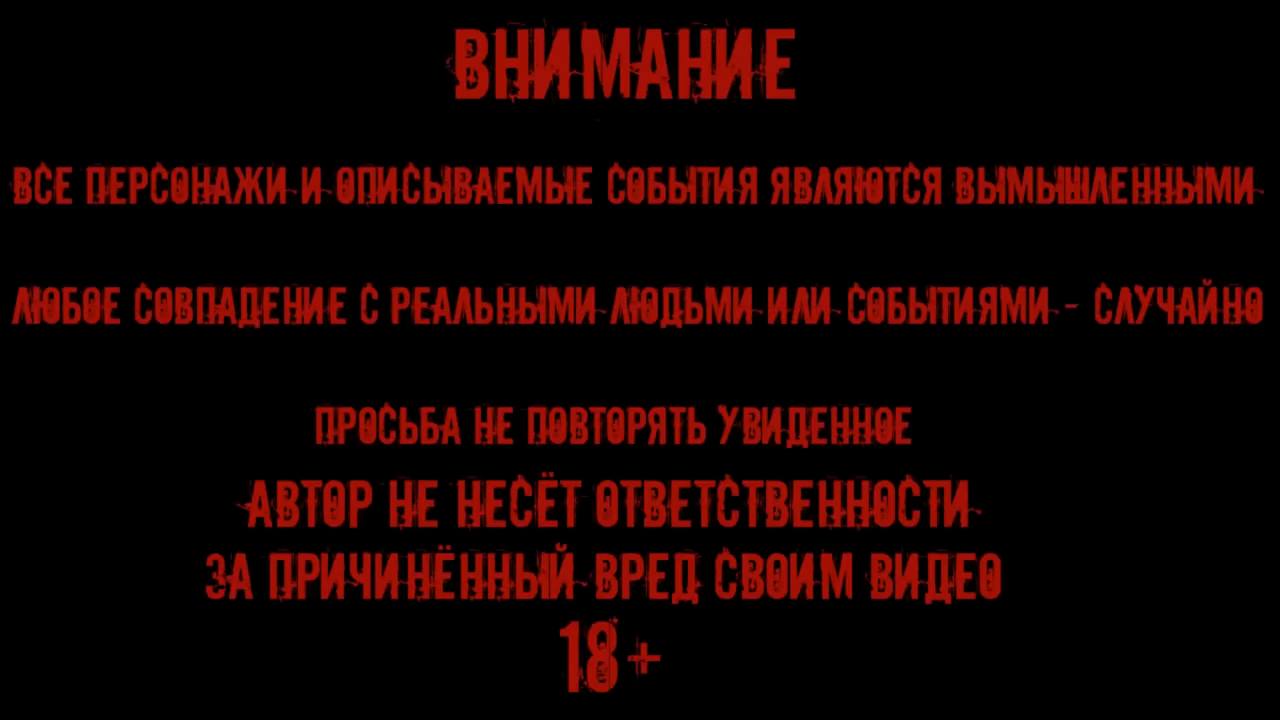 ВНИМАНИЕ
ВСЕ ПЕРСОНАЖИ И ОПИСЫВАЕМЫЕ СОБЫТИЯ ЯВЛЯЮТСЯ ВЫМЫШЛЕННЫМИ
ЛЮБОЕ СОВПАДЕНИЕ С РЕАЛЬНЫМИ ЛЮДЬМИ ИЛИ СОБЫТИЯМИ - СЛУЧАЙНО
ПРОСЬБА НЕ ПОВТОРЯТЬ УВИДЕННОЕ
АВТОР НЕ НЕСЁТ ОТВЕТСТВЕННОСТИ
ЗА ПРИЧИНЁННЫЙ ВРЕД СВОИМ ВИДЕО
18+